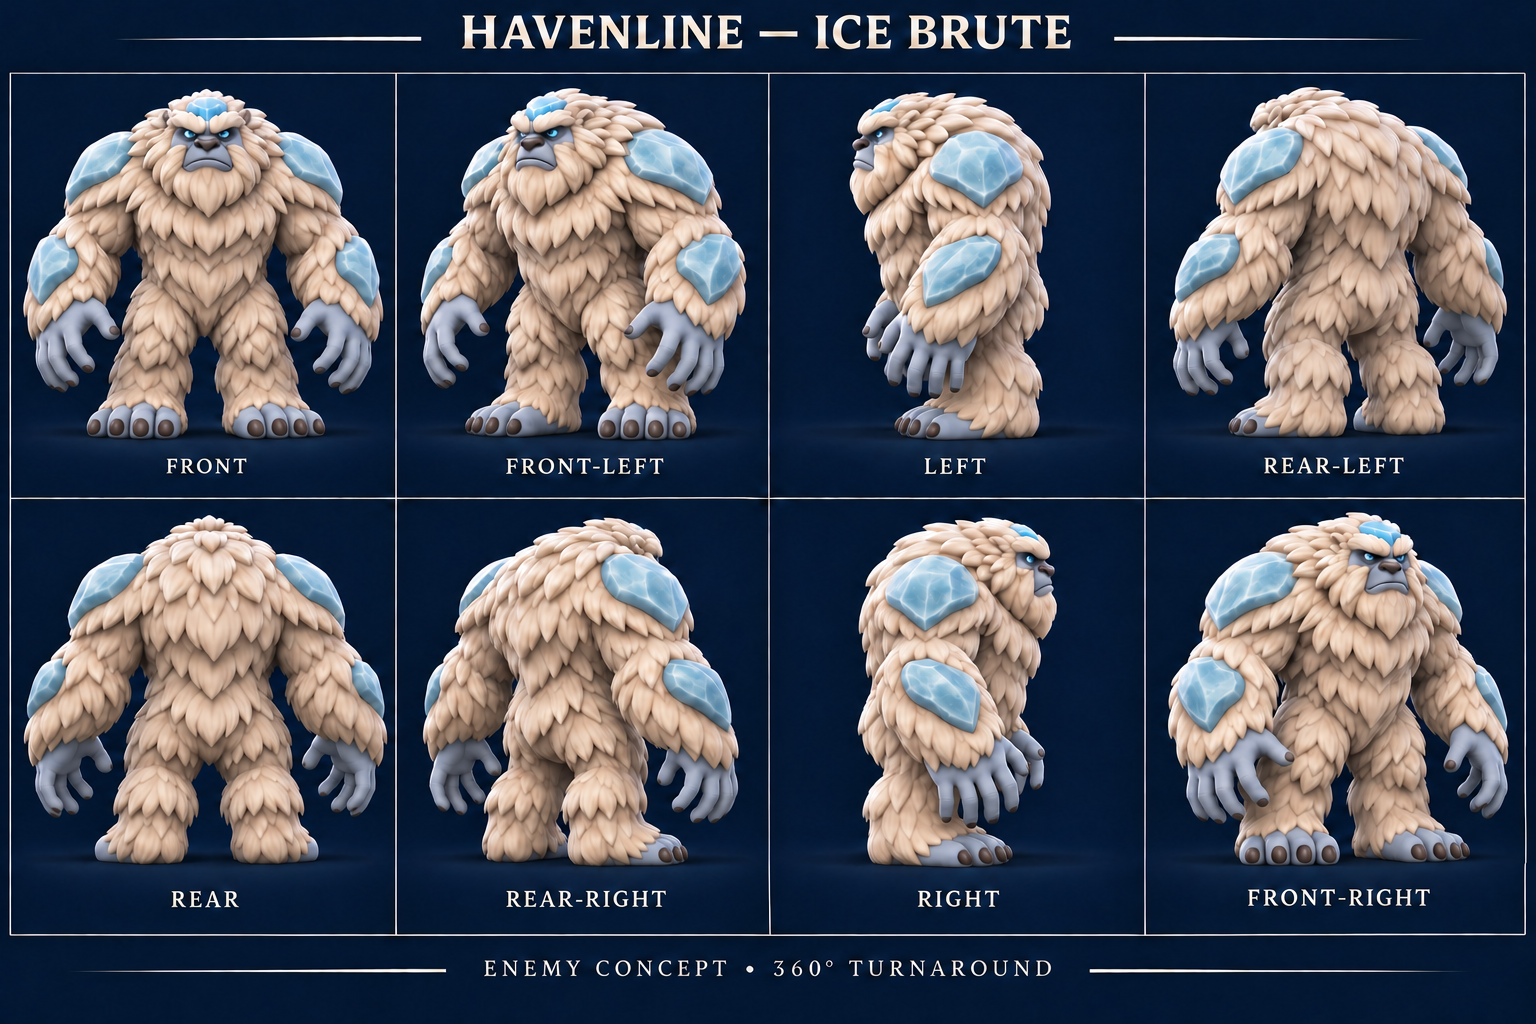 HAVENLINE — ICE BRUTE
FRONT
FRONT-LEFT
LEFT
REAR-LEFT
REAR
REAR-RIGHT
RIGHT
FRONT-RIGHT
ENEMY CONCEPT • 360° TURNAROUND